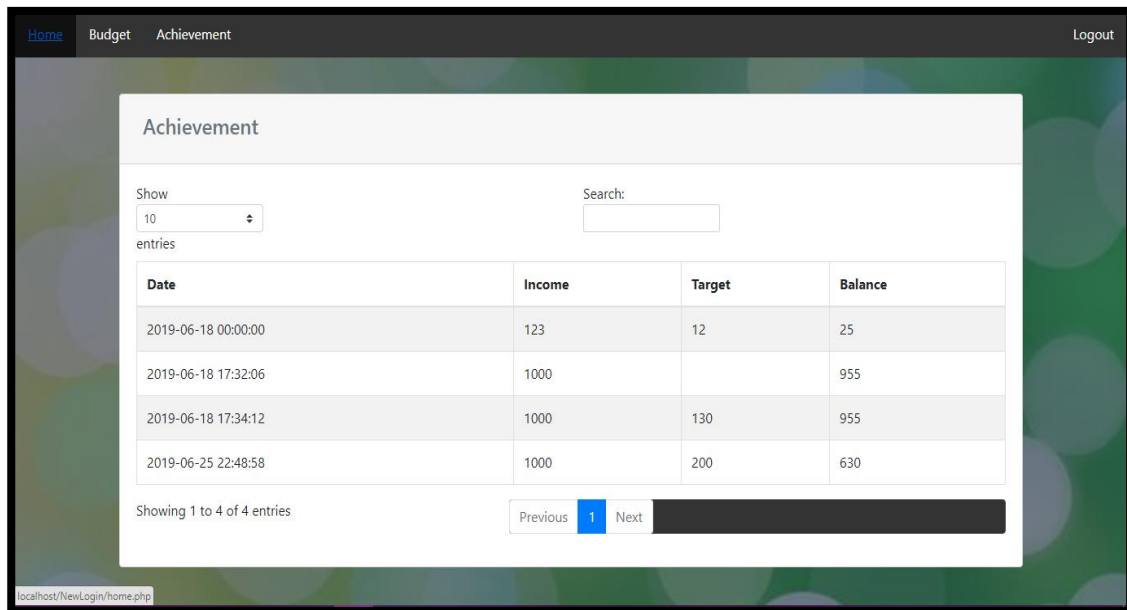 Home Budget Achievement Logout
Achievement
Show
10
entries
Search:
Date Income Target Balance
2019-06-18 00:00:00 123 12 25
2019-06-18 17:32:06 1000 955
2019-06-18 17:34:12 1000 130 955
2019-06-25 22:48:58 1000 200 630
Showing 1 to 4 of 4 entries
Previous 1 Next
localhost/NewLogin/home.php